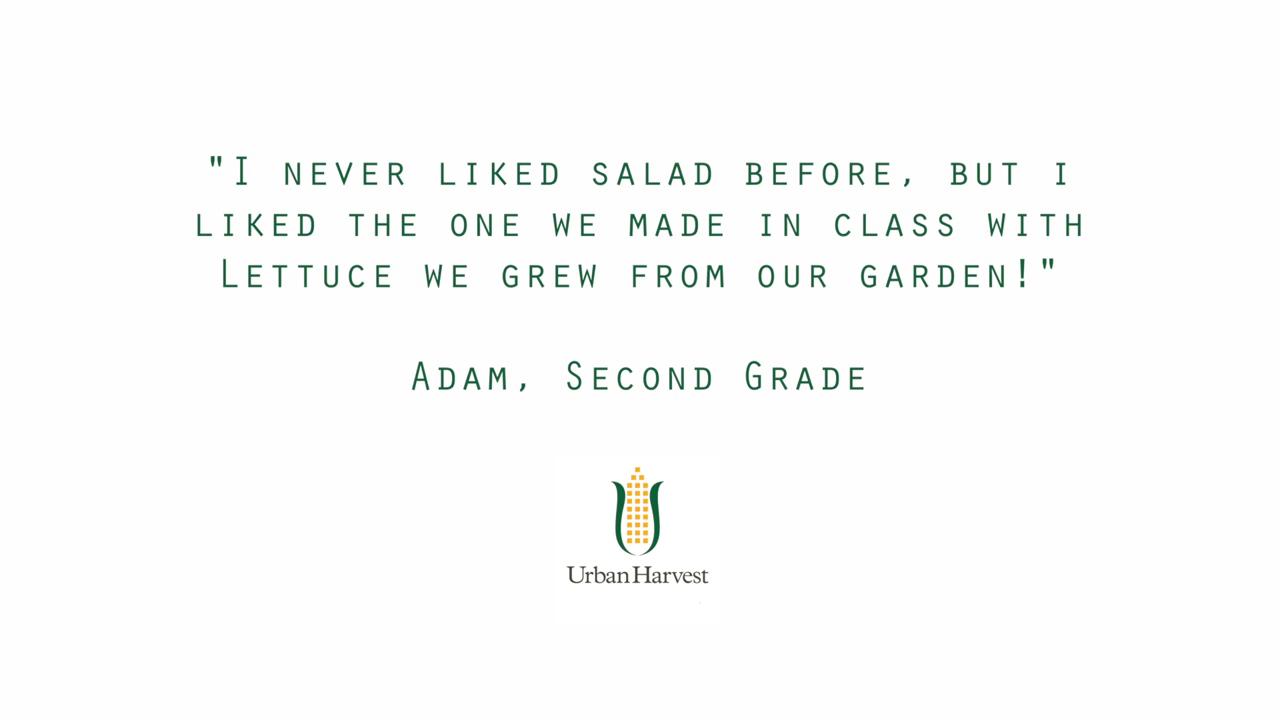 "I never liked salad before, but i
liked the one we made in class with
Lettuce we grew from our garden!"
Adam, Second Grade
Urban Harvest